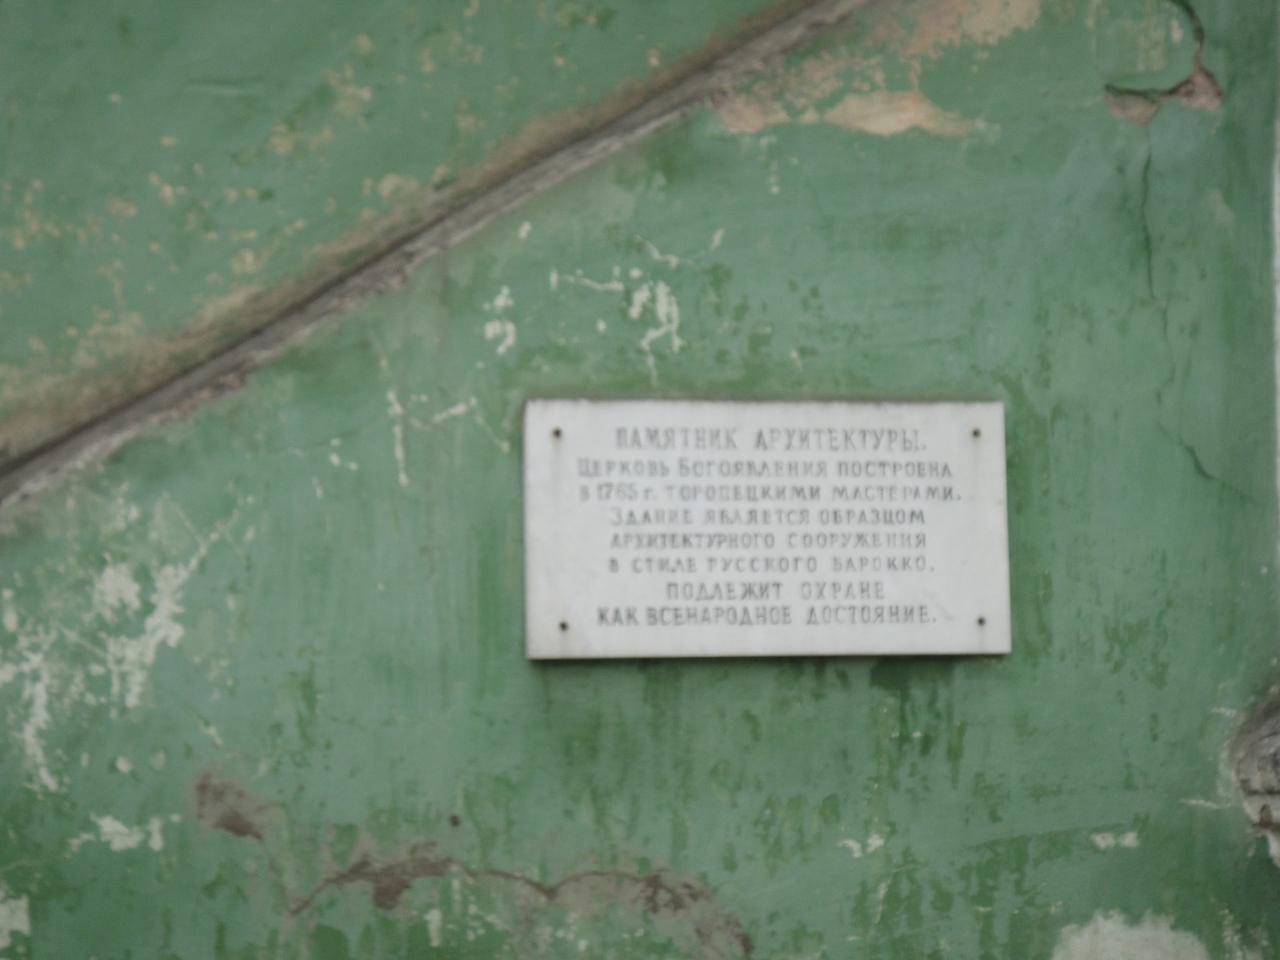 ПАМЯТНИК АРХИТЕКТУРЫ.
ЦЕРКОВЬ БОГОЯВЛЕНИЯ ПОСТРОЕНА
В 1765 г. ТОРОПЕЦКИМИ МАСТЕРАМИ.
ЗДАНИЕ ЯВЛЯЕТСЯ ОБРАЗЦОМ
АРХИТЕКТУРНОГО СООРУЖЕНИЯ
В СТИЛЕ РУССКОГО БАРОККО.
ПОДЛЕЖИТ ОХРАНЕ
КАК ВСЕНАРОДНОЕ ДОСТОЯНИЕ.